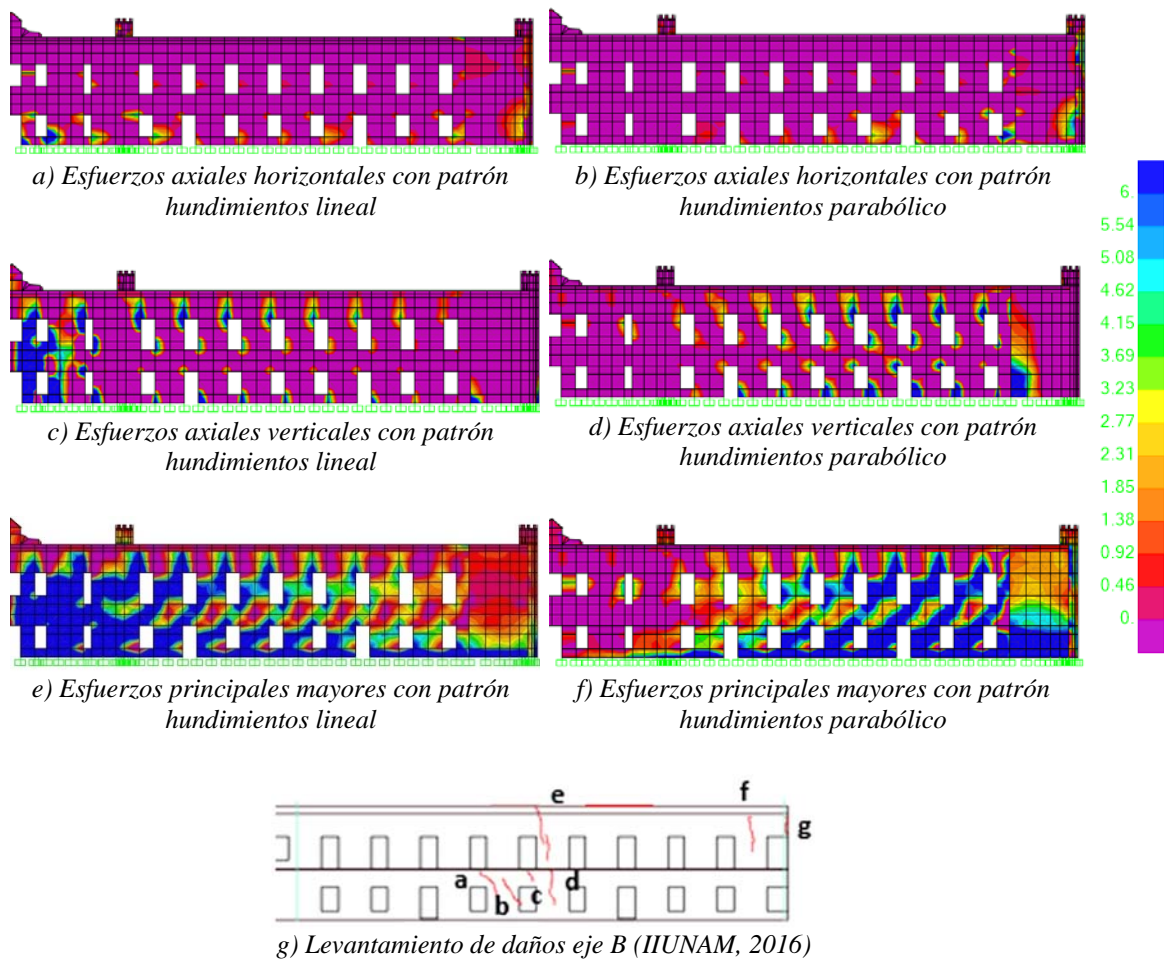 a) Esfuerzos axiales horizontales con patrón
hundimientos lineal
b) Esfuerzos axiales horizontales con patrón
hundimientos parabólico
c) Esfuerzos axiales verticales con patrón
hundimientos lineal
d) Esfuerzos axiales verticales con patrón
hundimientos parabólico
e) Esfuerzos principales mayores con patrón
hundimientos lineal
f) Esfuerzos principales mayores con patrón
hundimientos parabólico
6.
5.54
5.08
4.62
4.15
3.69
3.23
2.77
2.31
1.85
1.38
0.92
0.46
0.
e
f
g
a
b
c
d
g) Levantamiento de daños eje B (IIUNAM, 2016)